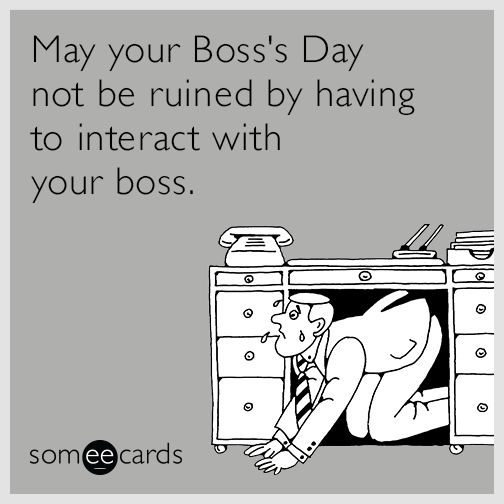 May your Boss's Day
not be ruined by having
to interact with
your boss.
someecards